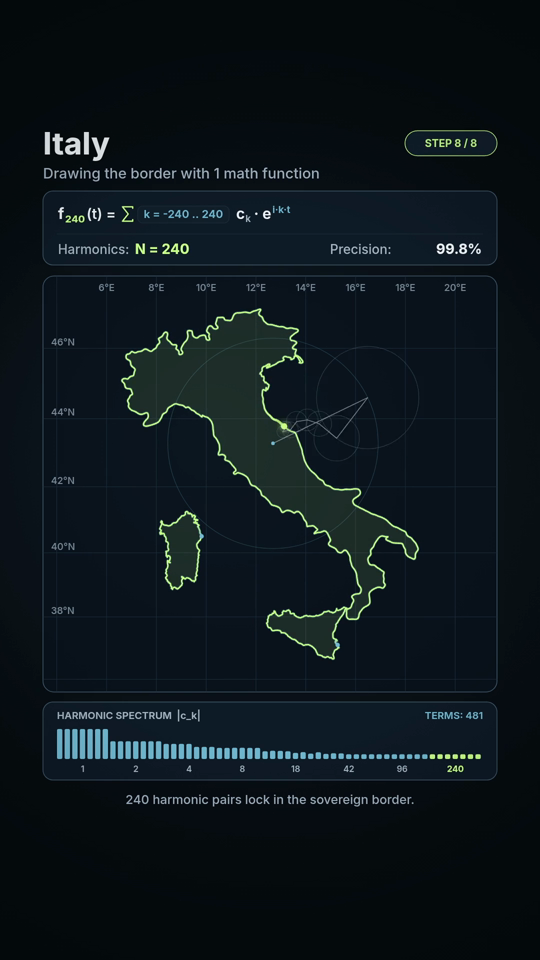 Italy
STEP 8 / 8
Drawing the border with 1 math function
f240(t) = ∑ k = -240 .. 240 ck · e^i·k·t
Harmonics: N = 240
Precision: 99.8%
6°E 8°E 10°E 12°E 14°E 16°E 18°E 20°E
46°N
44°N
42°N
40°N
38°N
HARMONIC SPECTRUM |c_k|
TERMS: 481
1 2 4 8 18 42 96 240
240 harmonic pairs lock in the sovereign border.